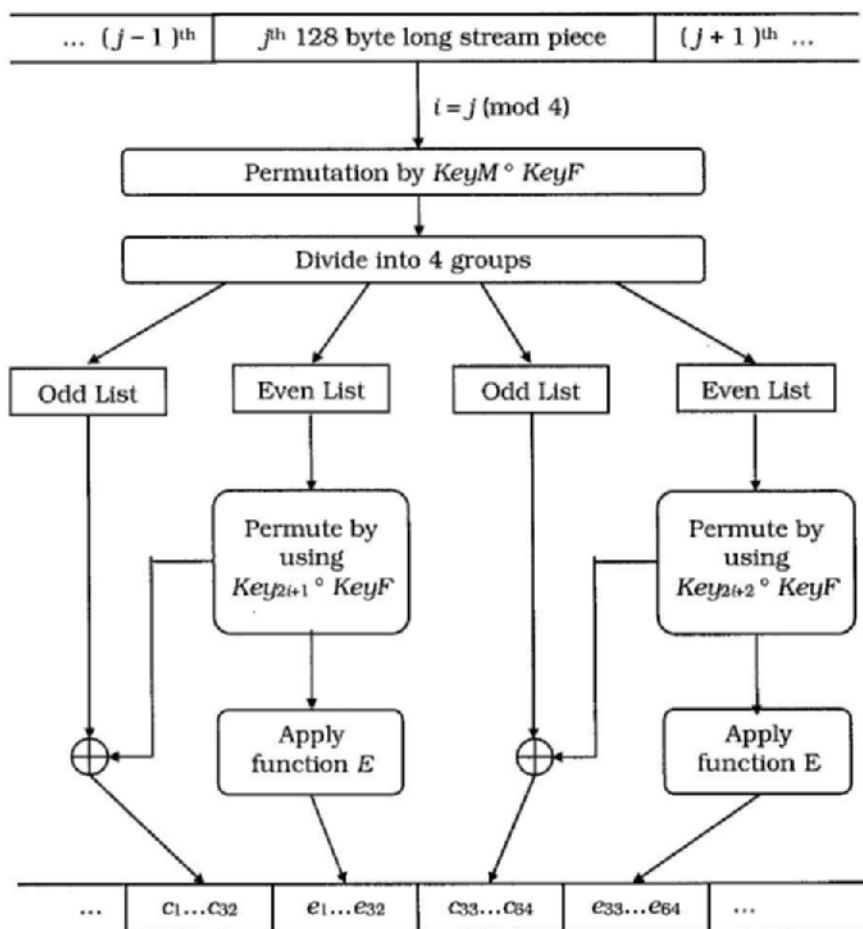 ... (j – 1)ᵗʰ jᵗʰ 128 byte long stream piece (j + 1)ᵗʰ ...
i = j (mod 4)
Permutation by KeyM ∘ KeyF
Divide into 4 groups
Odd List Even List Odd List Even List
Permute by Permute by
using using
Key₂ᵢ₊₁ ∘ KeyF Key₂ᵢ₊₂ ∘ KeyF
Apply Apply
function E function E
... c₁...c₃₂ e₁...e₃₂ c₃₃...c₆₄ e₃₃...e₆₄ ...